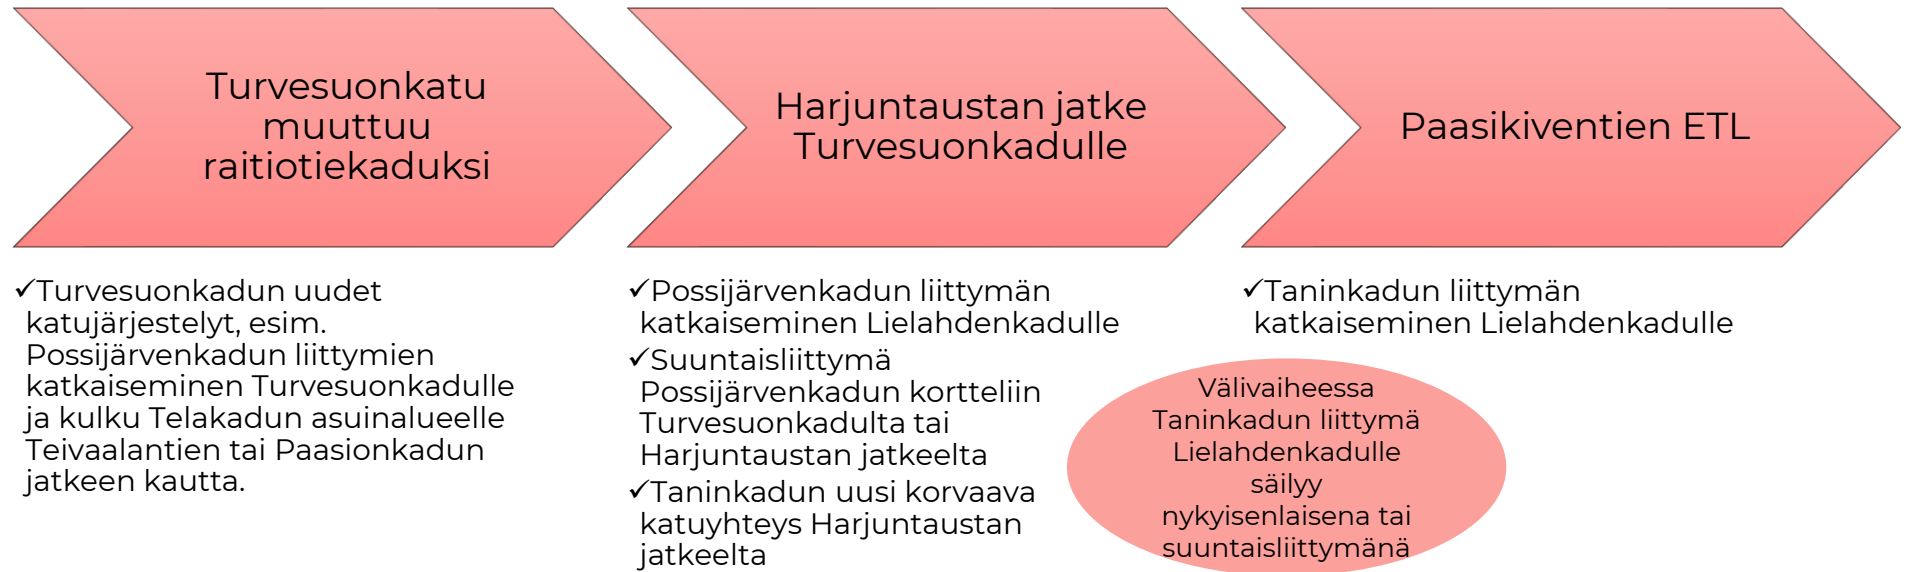 Turvesuonkatu
muuttuu
raitiotiekaduksi
✓Turvesuonkadun uudet
katujärjestelyt, esim.
Possijärvenkadun liittymien
katkaiseminen Turvesuonkadulle
ja kulku Telakadun asuinalueelle
Teivaalantien tai Paasionkadun
jatkeen kautta.
Harjuntaustan jatke
Turvesuonkadulle
✓Possijärvenkadun liittymän
katkaiseminen Lielahdenkadulle
✓Suuntaisliittymä
Possijärvenkadun kortteliin
Turvesuonkadulta tai
Harjuntaustan jatkeelta
✓Taninkadun uusi korvaava
katuyhteys Harjuntaustan
jatkeelta
Paasikiventien ETL
✓Taninkadun liittymän
katkaiseminen Lielahdenkadulle
Välivaiheessa
Taninkadun liittymä
Lielahdenkadulle
säilyy
nykyisenlaisena tai
suuntaisliittymänä